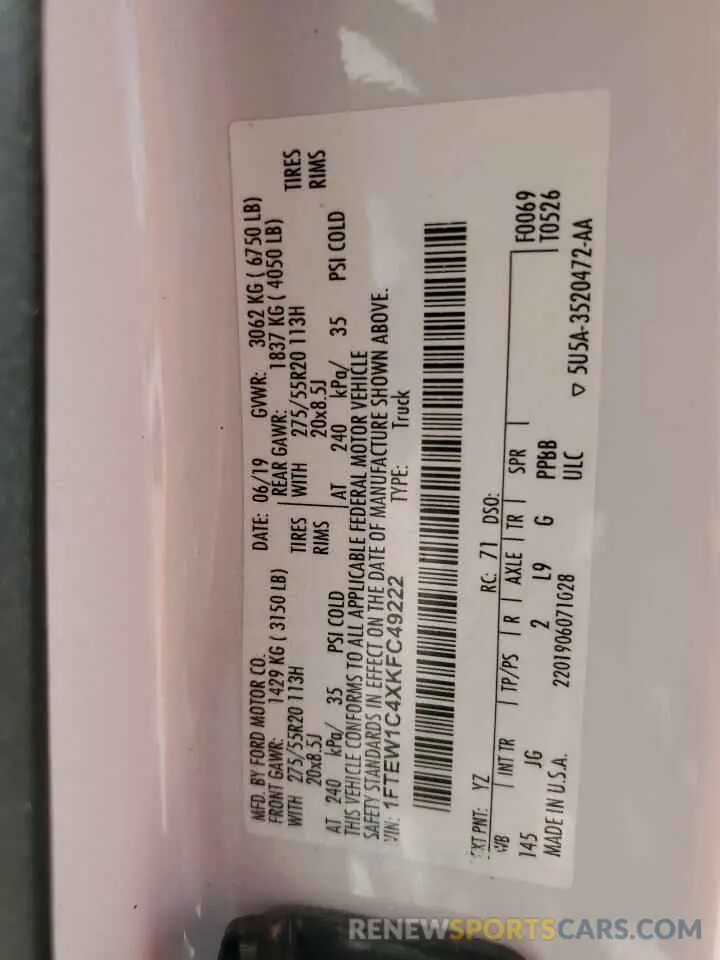 MFD. BY FORD MOTOR CO.
DATE: 06/19 GVWR: 3062 KG ( 6750 LB)
FRONT GAWR: 1429 KG ( 3150 LB) REAR GAWR: 1837 KG ( 4050 LB)
WITH 275/55R20 113H TIRES WITH 275/55R20 113H TIRES
20x8.5J RIMS 20x8.5J RIMS
AT 240 kPa/ 35 PSI COLD AT 240 kPa/ 35 PSI COLD
THIS VEHICLE CONFORMS TO ALL APPLICABLE FEDERAL MOTOR VEHICLE
SAFETY STANDARDS IN EFFECT ON THE DATE OF MANUFACTURE SHOWN ABOVE.
VIN: 1FTEW1C4XKFC49222 TYPE: Truck
EXT PNT: YZ RC: 71 DSO:
WB INT TR TP/PS R AXLE TR SPR F0069
145 JG 2 L9 G PPBB T0526
MADE IN U.S.A. 2201906071028 ULC
▽ 5U5A-3520472-AA
RENEWSPORTSCARS.COM